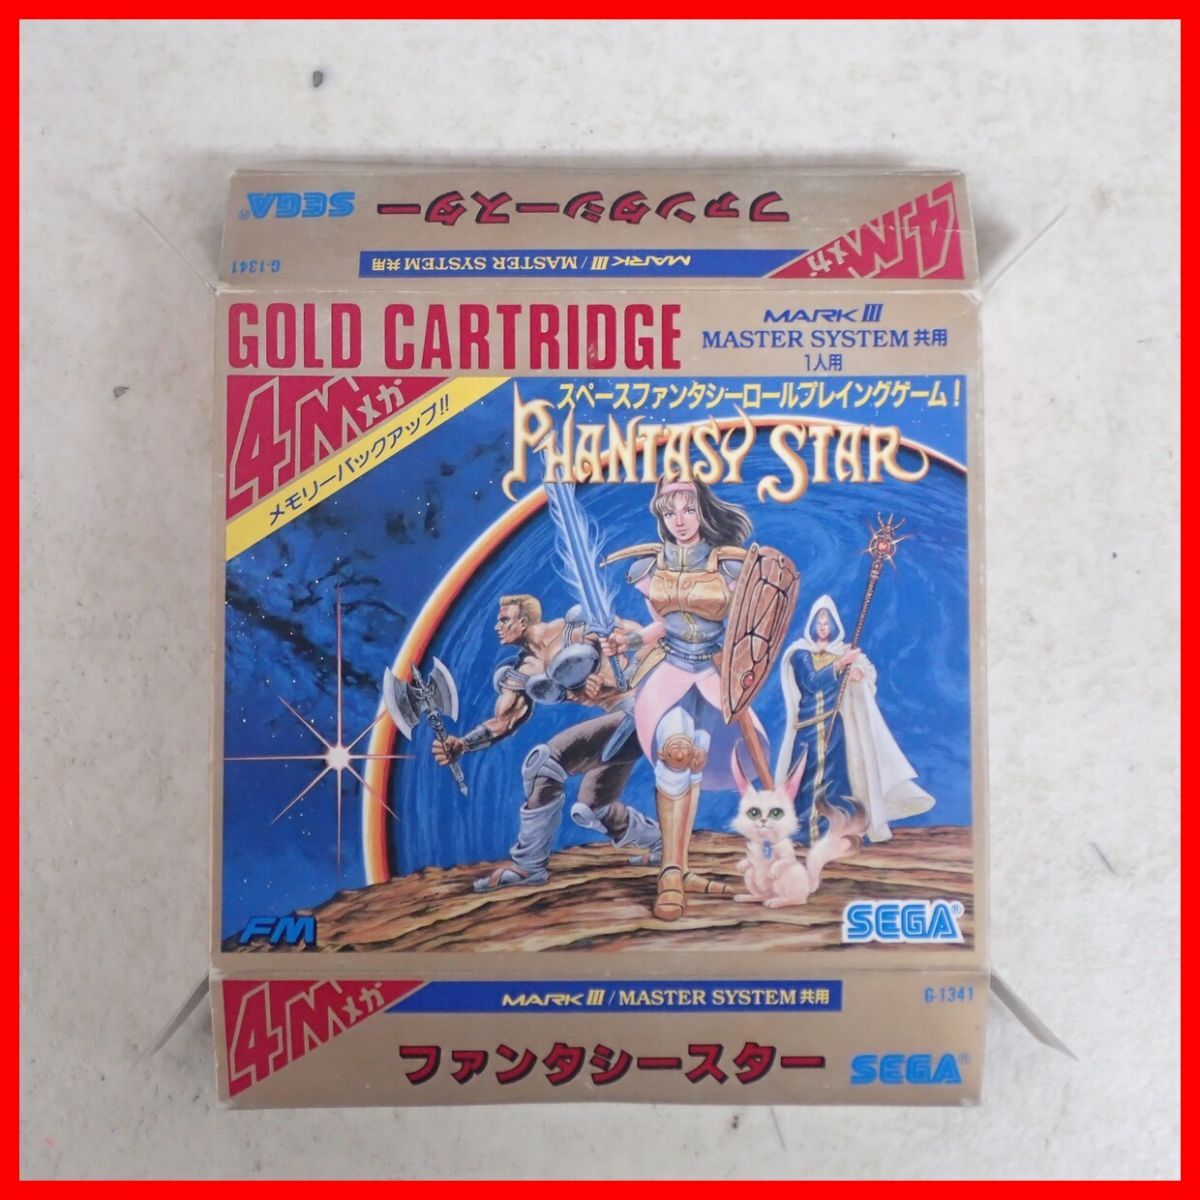 ファンタシースター
SEGA®
4Mメガ
MARK III / MASTER SYSTEM 共用
G-1341
GOLD CARTRIDGE
MARK III
MASTER SYSTEM 共用
1人用
4Mメガ
メモリーバックアップ!!
スペースファンタシーロールプレイングゲーム!
PHANTASY STAR
FM
SEGA®
4Mメガ
MARK III / MASTER SYSTEM 共用
G-1341
ファンタシースター
SEGA®